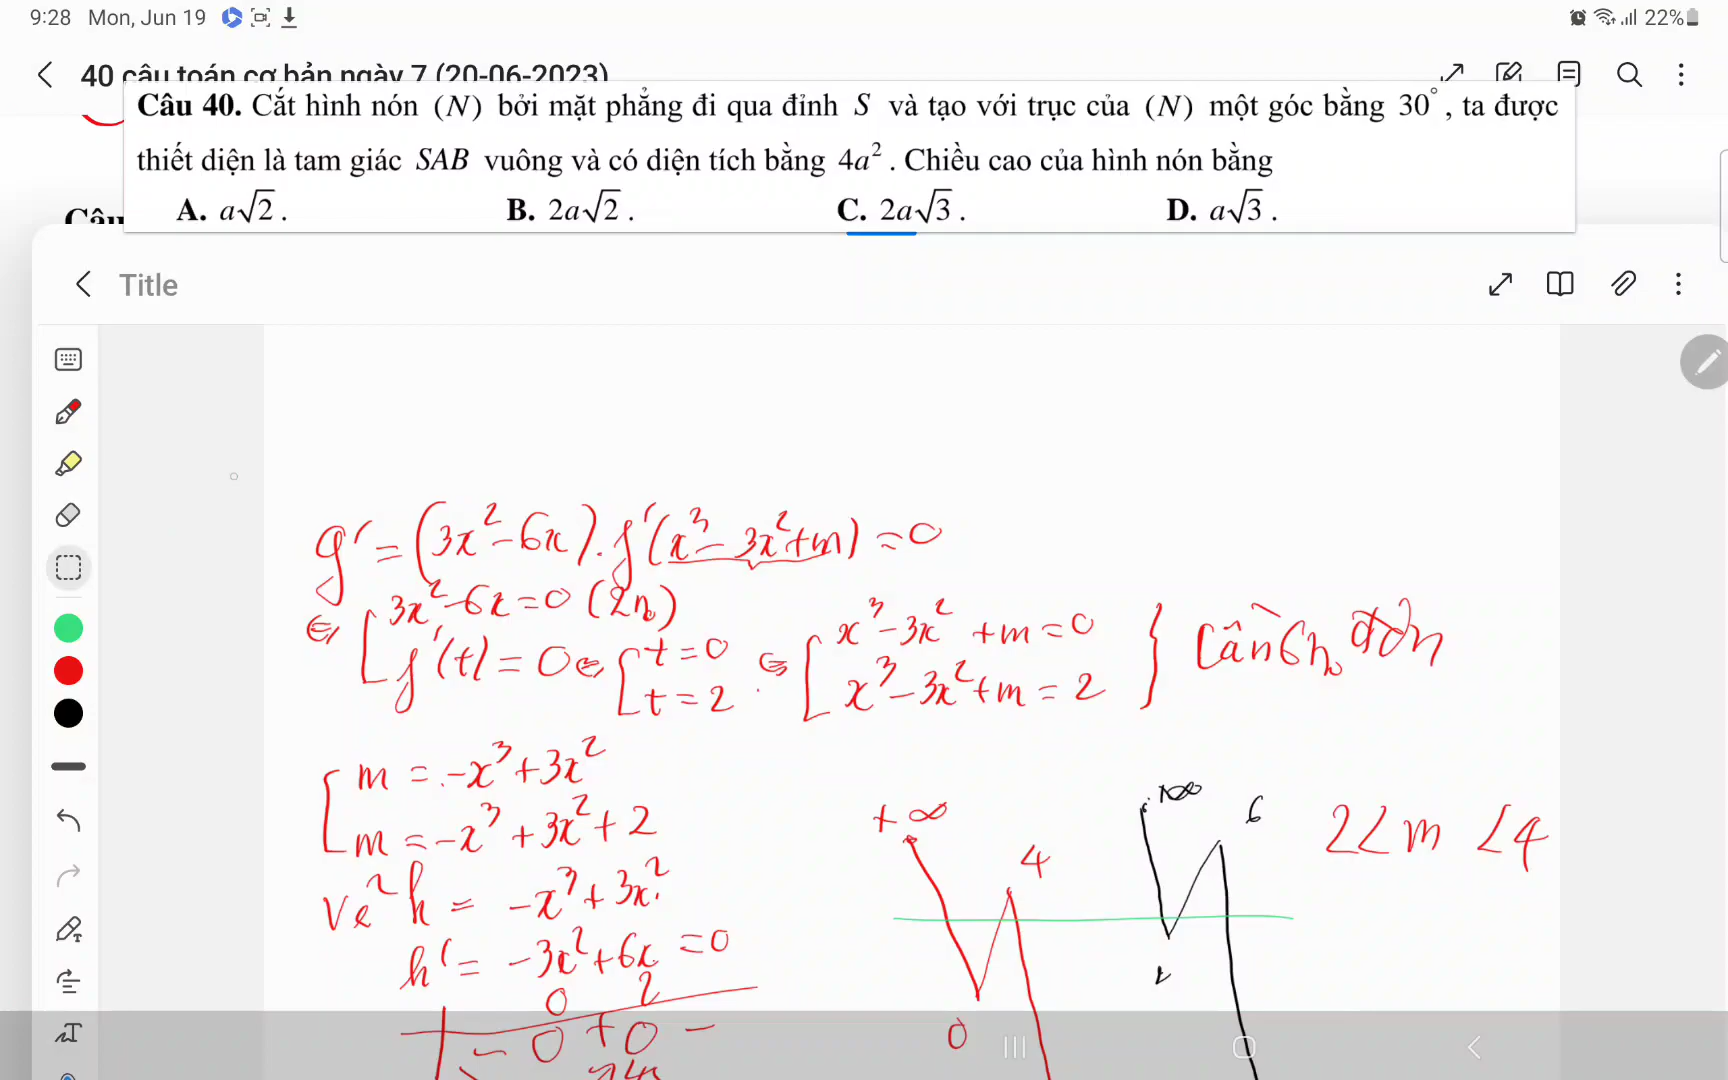 9:28 Mon, Jun 19
22%
40 câu toán cơ bản ngày 7 (20-06-2023)
Câu 40. Cắt hình nón (N) bởi mặt phẳng đi qua đỉnh S và tạo với trục của (N) một góc bằng 30°, ta được
thiết diện là tam giác SAB vuông và có diện tích bằng 4a². Chiều cao của hình nón bằng
A. a√2. B. 2a√2. C. 2a√3. D. a√3.
Câu
Title
g' = (3x²-6x).f'(x³-3x²+m) = 0
⇔ [ 3x²-6x=0 (2n₀)
f'(t) = 0 ⇔ [ t=0 ⇔ [ x³-3x²+m=0 } Cần 6n₀ đơn
t=2 x³-3x²+m=2
[ m = -x³+3x²
m = -x³+3x²+2
+∞ 4 +∞ 6 2<m<4
Vẽ h = -x³+3x²
h' = -3x²+6x = 0
0 2
- 0 + 0 -
0